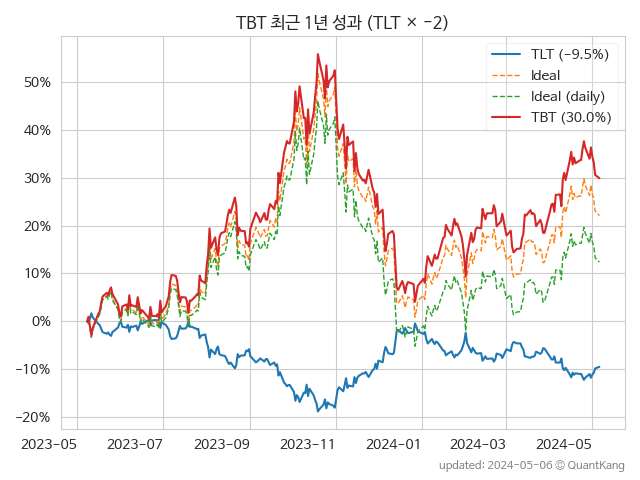 TBT 최근 1년 성과 (TLT × −2)
TLT (−9.5%)
Ideal
Ideal (daily)
TBT (30.0%)
50%
40%
30%
20%
10%
0%
−10%
−20%
2023-05 2023-07 2023-09 2023-11 2024-01 2024-03 2024-05
updated: 2024-05-06 © QuantKang